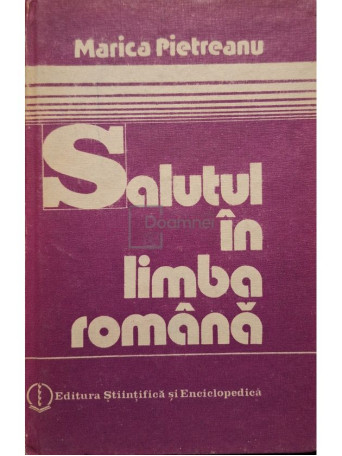 Marica Pietreanu
Salutul
în
limba
română
Editura Științifică și Enciclopedică